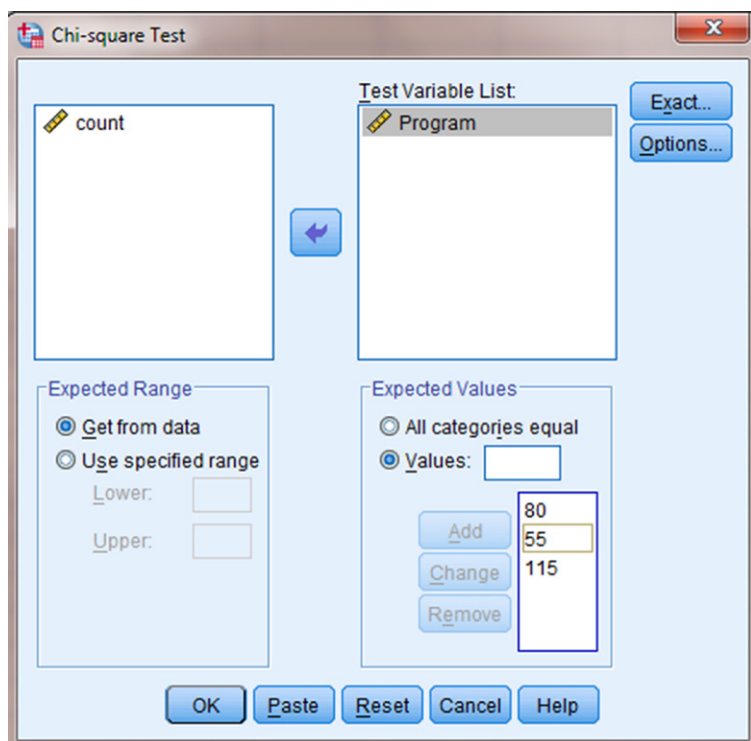 Chi-square Test
Test Variable List:
count
Program
Exact...
Options...
Expected Range
Get from data
Use specified range
Lower:
Upper:
Expected Values
All categories equal
Values:
Add
Change
Remove
80
55
115
OK
Paste
Reset
Cancel
Help